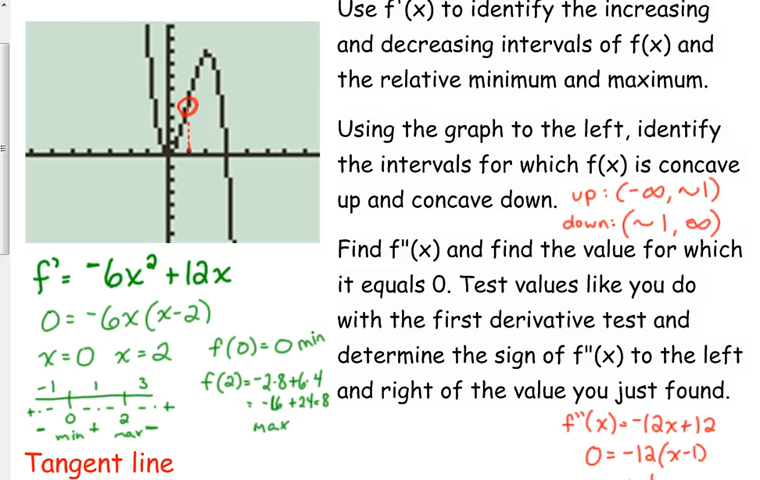 Use f'(x) to identify the increasing
and decreasing intervals of f(x) and
the relative minimum and maximum.
Using the graph to the left, identify
the intervals for which f(x) is concave
up and concave down. up: (-∞, ~1)
down: (~1, ∞)
Find f"(x) and find the value for which
it equals 0. Test values like you do
with the first derivative test and
determine the sign of f"(x) to the left
and right of the value you just found.
f"(x)=-12x+12
0=-12(x-1)
f' = -6x² +12x
0=-6x(x-2)
x=0 x=2
f(0)=0 min
f(2)=-2·8+6·4
= -16 +24=8
max
-1 1 3
+·- -·- -·+
0 2
- min + max -
Tangent line